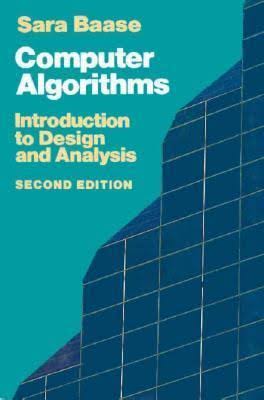 Sara Baase
Computer
Algorithms
Introduction
to Design
and Analysis
SECOND EDITION